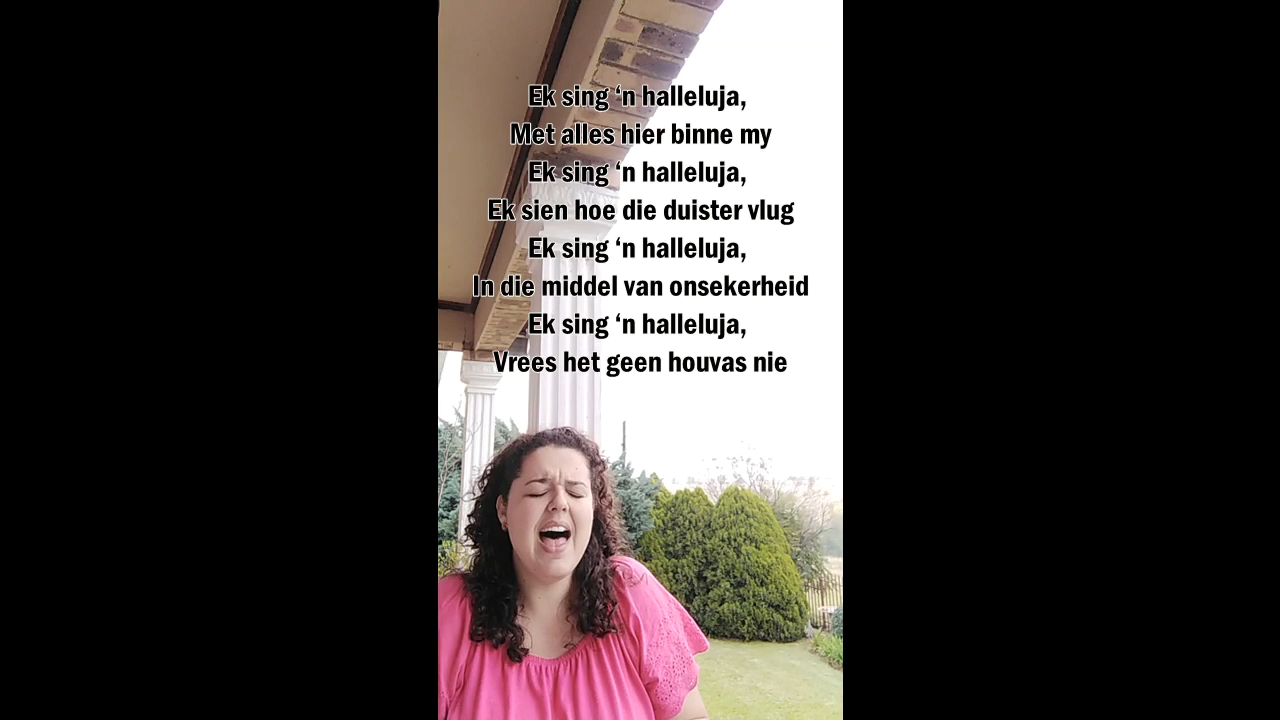 Ek sing ‘n halleluja,
Met alles hier binne my
Ek sing ‘n halleluja,
Ek sien hoe die duister vlug
Ek sing ‘n halleluja,
In die middel van onsekerheid
Ek sing ‘n halleluja,
Vrees het geen houvas nie